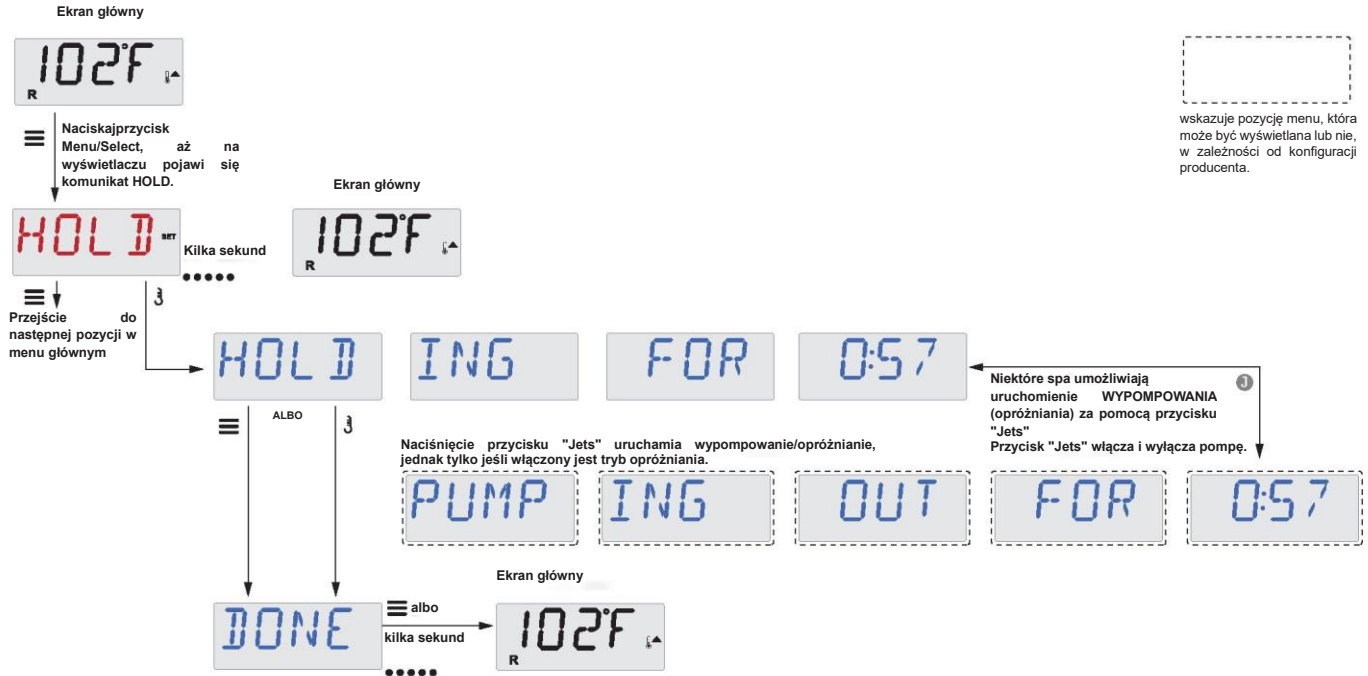 Ekran główny
102°F
R
Naciskajprzycisk
Menu/Select, aż na
wyświetlaczu pojawi się
komunikat HOLD.
wskazuje pozycję menu, która
może być wyświetlana lub nie,
w zależności od konfiguracji
producenta.
HOLD SET
Kilka sekund
Ekran główny
102°F
R
Przejście do
następnej pozycji w
menu głównym
HOLD
ING
FOR
0:57
ALBO
Niektóre spa umożliwiają
uruchomienie WYPOMPOWANIA
(opróżniania) za pomocą przycisku
"Jets"
Przycisk "Jets" włącza i wyłącza pompę.
J
Naciśnięcie przycisku "Jets" uruchamia wypompowanie/opróżnianie,
jednak tylko jeśli włączony jest tryb opróżniania.
PUMP
ING
OUT
FOR
0:57
DONE
albo
kilka sekund
Ekran główny
102°F
R